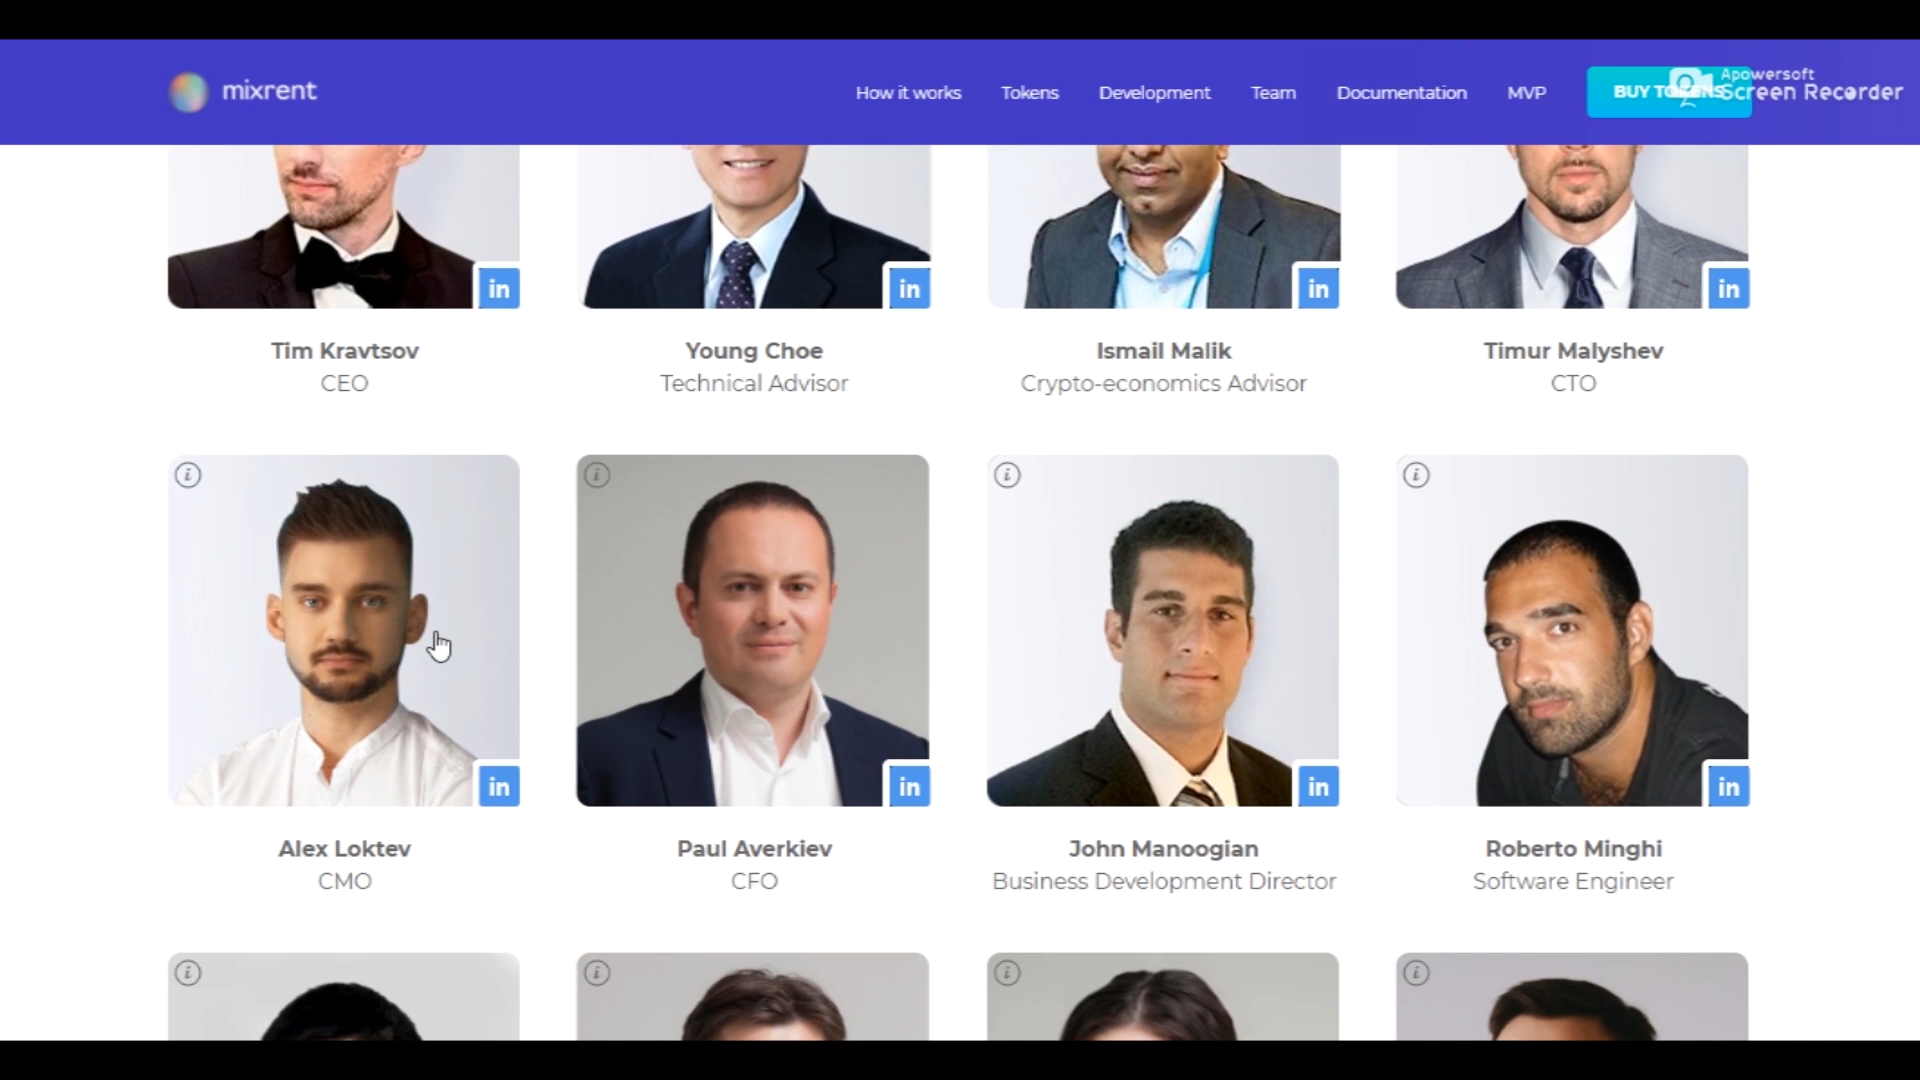 mixrent
How it works
Tokens
Development
Team
Documentation
MVP
BUY TOKENS
Apowersoft
Screen Recorder
in
in
in
in
Tim Kravtsov
CEO
Young Choe
Technical Advisor
Ismail Malik
Crypto-economics Advisor
Timur Malyshev
CTO
i
i
i
i
in
in
in
in
Alex Loktev
CMO
Paul Averkiev
CFO
John Manoogian
Business Development Director
Roberto Minghi
Software Engineer
i
i
i
i